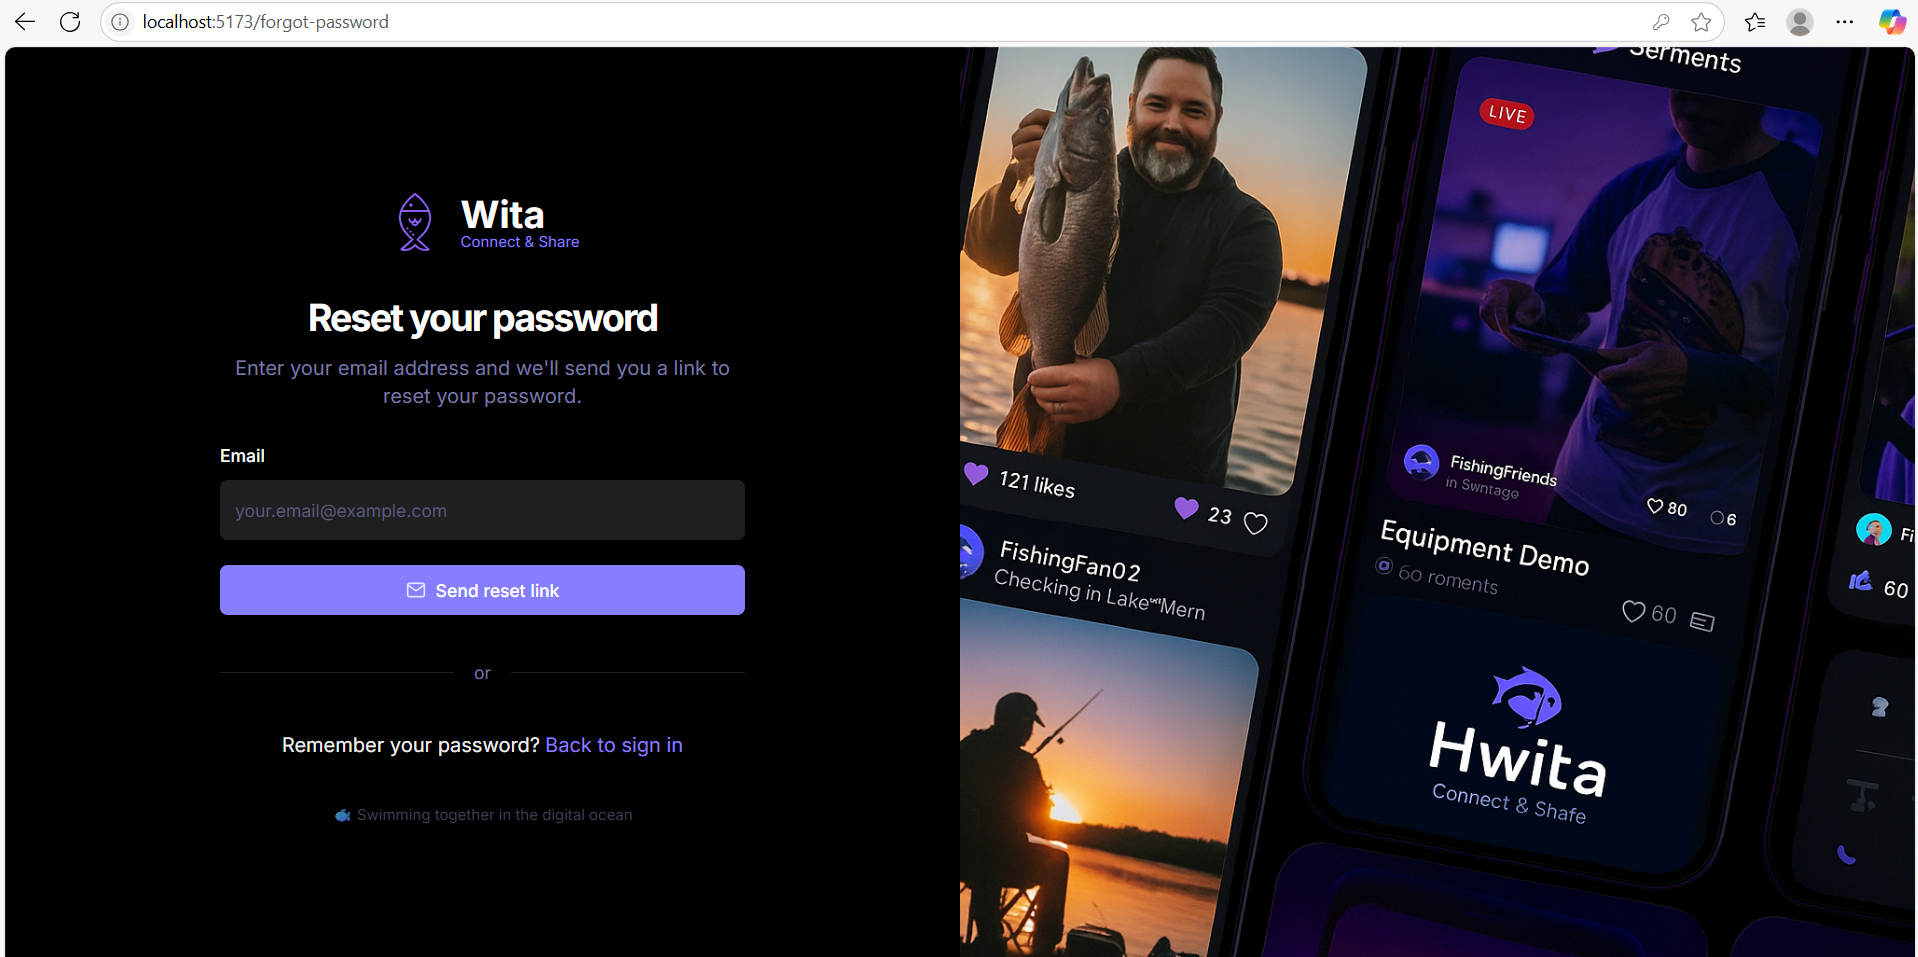 localhost:5173/forgot-password
Wita
Connect & Share
Reset your password
Enter your email address and we'll send you a link to
reset your password.
Email
your.email@example.com
Send reset link
or
Remember your password? Back to sign in
Swimming together in the digital ocean
121 likes
23
FishingFan02
Checking in Lake Mern
Serments
LIVE
FishingFriends
in Swntage
80
6
Equipment Demo
60 roments
60
Hwita
Connect & Shafe
Fi
60